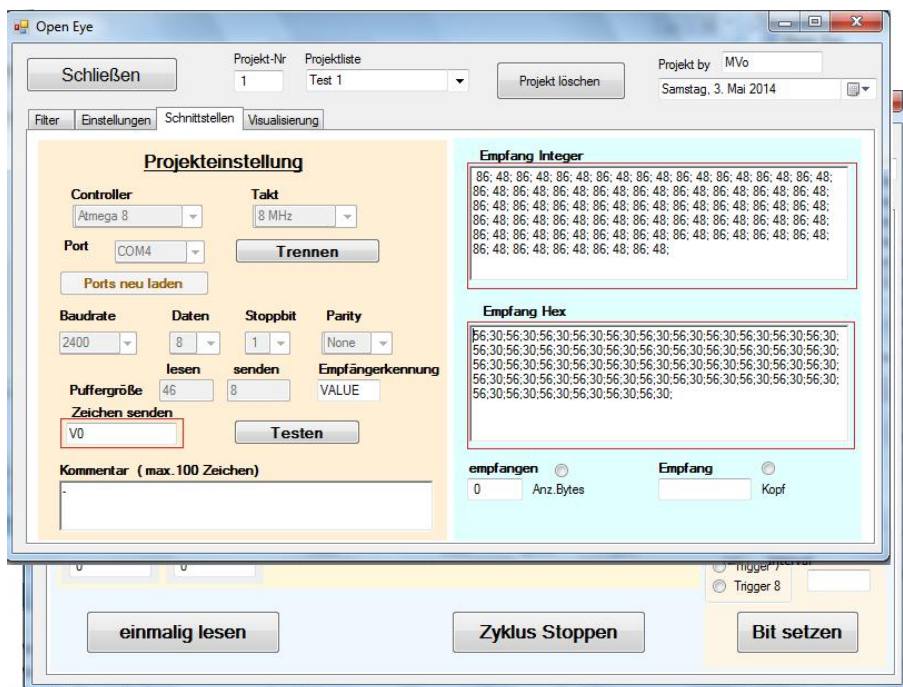 Open Eye
Schließen
Projekt-Nr
Projektliste
1
Test 1
Projekt löschen
Projekt by
MVo
Samstag, 3. Mai 2014
Filter
Einstellungen
Schnittstellen
Visualisierung
Projekteinstellung
Controller
Takt
Atmega 8
8 MHz
Port
COM4
Trennen
Ports neu laden
Baudrate
Daten
Stoppbit
Parity
2400
8
1
None
lesen
senden
Empfängerkennung
Puffergröße
46
8
VALUE
Zeichen senden
V0
Testen
Kommentar ( max.100 Zeichen)
-
Empfang Integer
86; 48; 86; 48; 86; 48; 86; 48; 86; 48; 86; 48; 86; 48; 86; 48; 86; 48;
86; 48; 86; 48; 86; 48; 86; 48; 86; 48; 86; 48; 86; 48; 86; 48; 86; 48;
86; 48; 86; 48; 86; 48; 86; 48; 86; 48; 86; 48; 86; 48; 86; 48; 86; 48;
86; 48; 86; 48; 86; 48; 86; 48; 86; 48; 86; 48; 86; 48; 86; 48; 86; 48;
86; 48; 86; 48; 86; 48; 86; 48; 86; 48; 86; 48; 86; 48; 86; 48; 86; 48;
86; 48; 86; 48; 86; 48; 86; 48; 86; 48;
Empfang Hex
56;30;56;30;56;30;56;30;56;30;56;30;56;30;56;30;56;30;56;30;56;30;
56;30;56;30;56;30;56;30;56;30;56;30;56;30;56;30;56;30;56;30;56;30;
56;30;56;30;56;30;56;30;56;30;56;30;56;30;56;30;56;30;56;30;56;30;
56;30;56;30;56;30;56;30;56;30;56;30;56;30;56;30;56;30;56;30;56;30;
56;30;56;30;56;30;56;30;56;30;56;30;
empfangen
Empfang
0
Anz.Bytes
Kopf
0
0
Trigger 7
Trigger 8
einmalig lesen
Zyklus Stoppen
Bit setzen